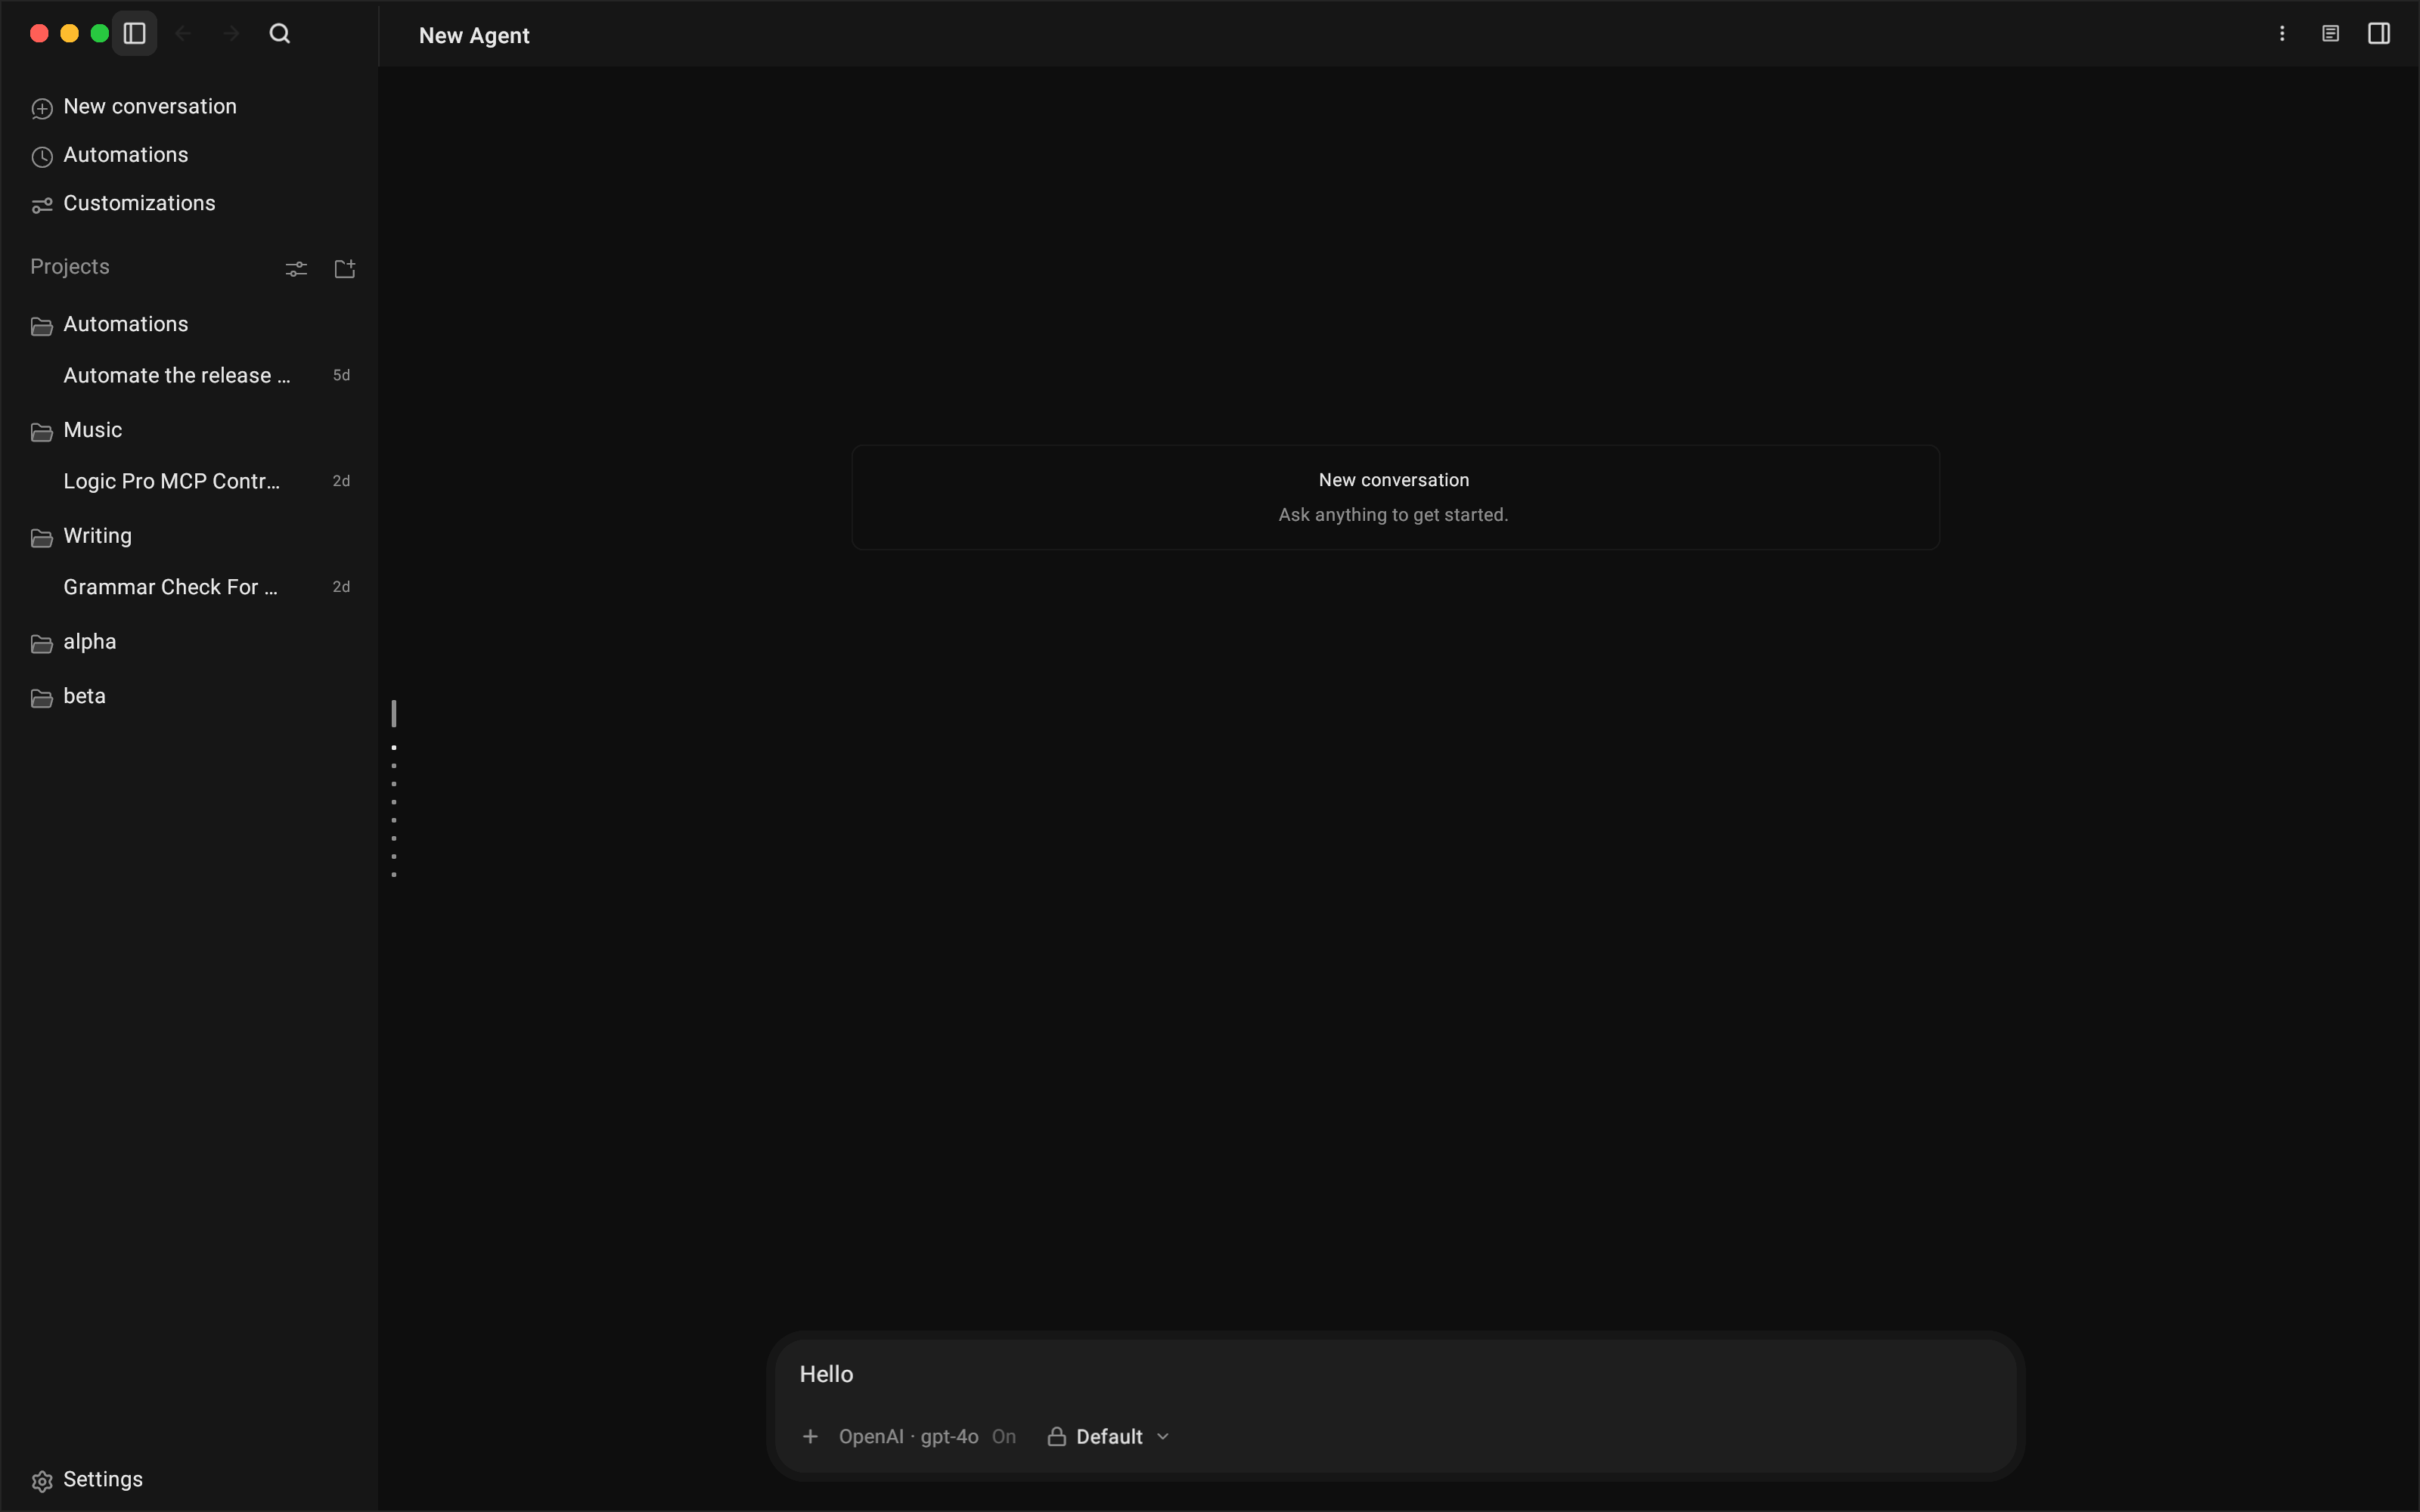 New Agent
New conversation
Automations
Customizations
Projects
Automations
Automate the release ... 5d
Music
Logic Pro MCP Contr... 2d
Writing
Grammar Check For ... 2d
alpha
beta
Settings
New conversation
Ask anything to get started.
Hello
OpenAI · gpt-4o On Default